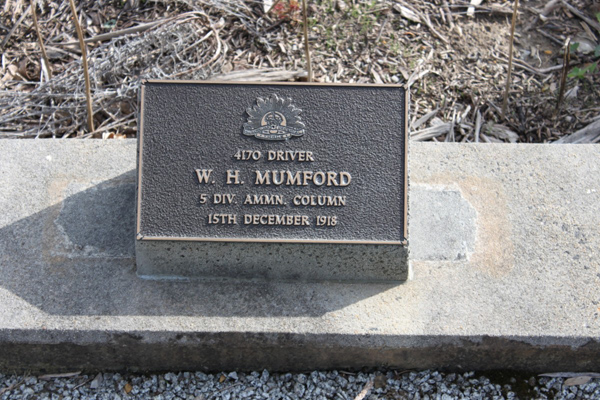 4170 DRIVER
W. H. MUMFORD
5 DIV. AMMN. COLUMN
15TH DECEMBER 1918